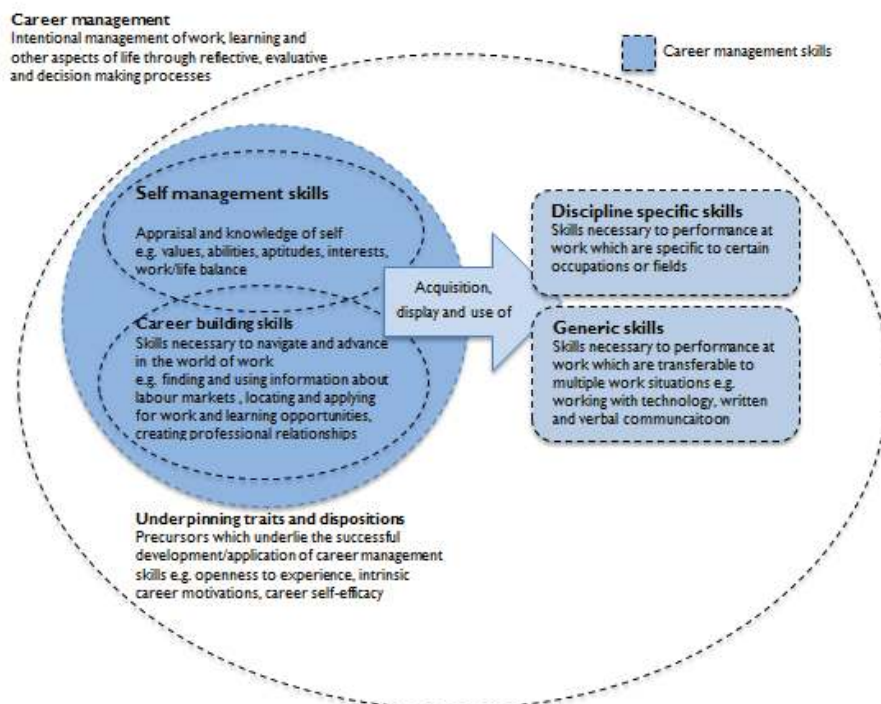 Career management
Intentional management of work, learning and
other aspects of life through reflective, evaluative
and decision making processes
Career management skills
Self management skills
Appraisal and knowledge of self
e.g. values, abilities, aptitudes, interests,
work/life balance
Career building skills
Skills necessary to navigate and advance
in the world of work
e.g. finding and using information about
labour markets , locating and applying
for work and learning opportunities,
creating professional relationships
Acquisition,
display and use of
Discipline specific skills
Skills necessary to performance at
work which are specific to certain
occupations or fields
Generic skills
Skills necessary to performance at
work which are transferable to
multiple work situations e.g.
working with technology, written
and verbal communcaitoon
Underpinning traits and dispositions
Precursors which underlie the successful
development/application of career management
skills e.g. openness to experience, intrinsic
career motivations, career self-efficacy